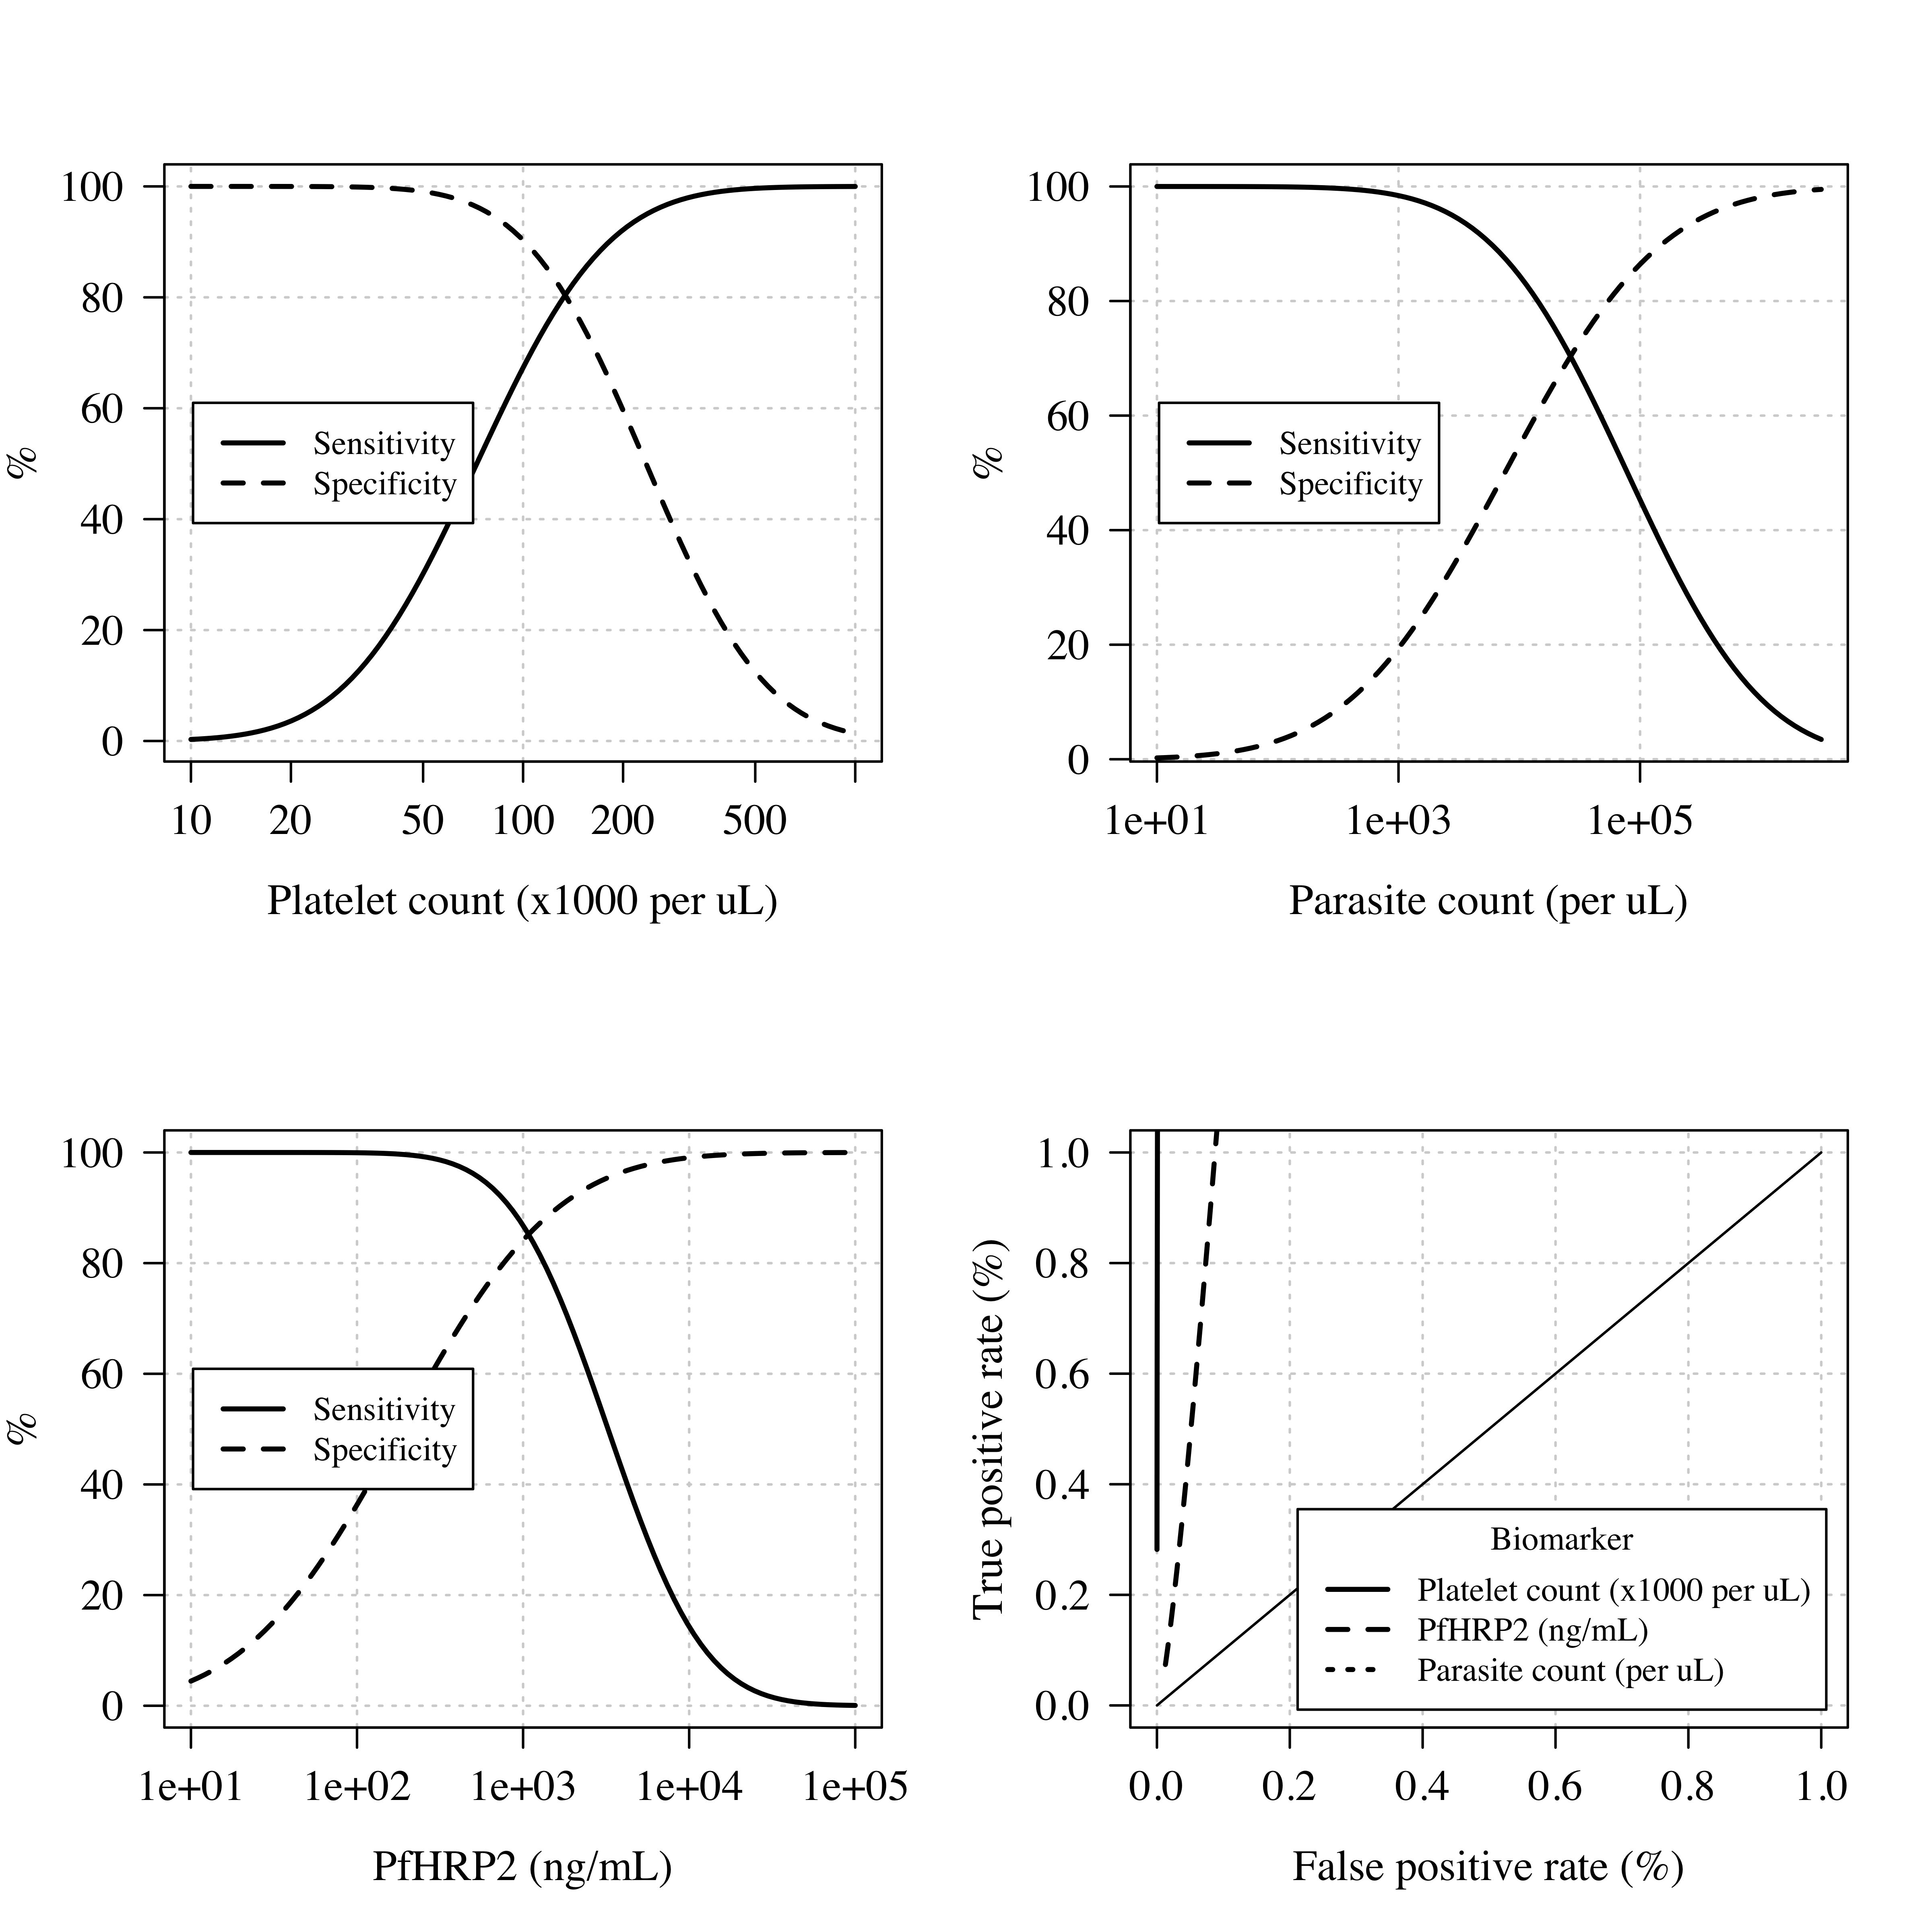 %
100
80
60
40
20
0
Sensitivity
Specificity
10 20 50 100 200 500
Platelet count (x1000 per uL)
%
100
80
60
40
20
0
Sensitivity
Specificity
1e+01 1e+03 1e+05
Parasite count (per uL)
%
100
80
60
40
20
0
Sensitivity
Specificity
1e+01 1e+02 1e+03 1e+04 1e+05
PfHRP2 (ng/mL)
True positive rate (%)
1.0
0.8
0.6
0.4
0.2
0.0
Biomarker
Platelet count (x1000 per uL)
PfHRP2 (ng/mL)
Parasite count (per uL)
0.0 0.2 0.4 0.6 0.8 1.0
False positive rate (%)